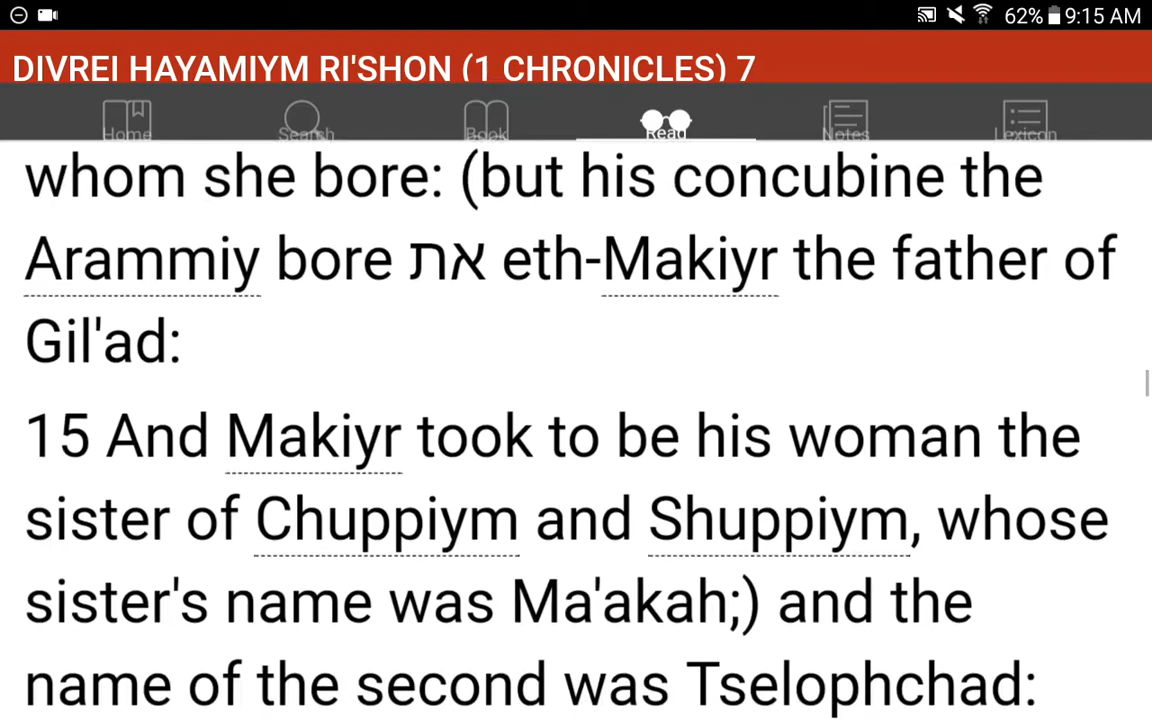 62% 9:15 AM
DIVREI HAYAMIYM RI'SHON (1 CHRONICLES) 7
Home Search Book Read Notes Lexicon
whom she bore: (but his concubine the
Arammiy bore את eth-Makiyr the father of
Gil'ad:
15 And Makiyr took to be his woman the
sister of Chuppiym and Shuppiym, whose
sister's name was Ma'akah;) and the
name of the second was Tselophchad: